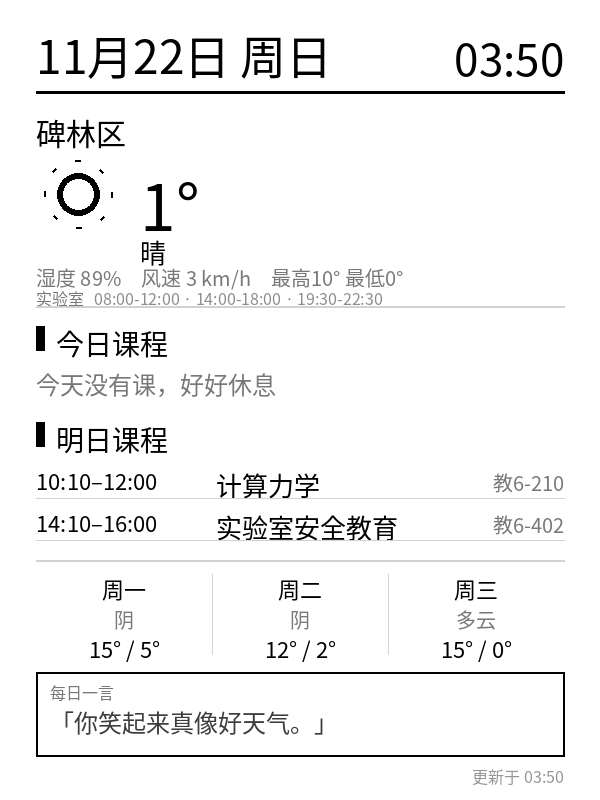 11月22日 周日 03:50
碑林区
1°
晴
湿度 89% 风速 3 km/h 最高10° 最低0°
实验室 08:00-12:00 · 14:00-18:00 · 19:30-22:30
今日课程
今天没有课，好好休息
明日课程
10:10–12:00 计算力学 教6-210
14:10–16:00 实验室安全教育 教6-402
周一 周二 周三
阴 阴 多云
15° / 5° 12° / 2° 15° / 0°
每日一言
「你笑起来真像好天气。」
更新于 03:50